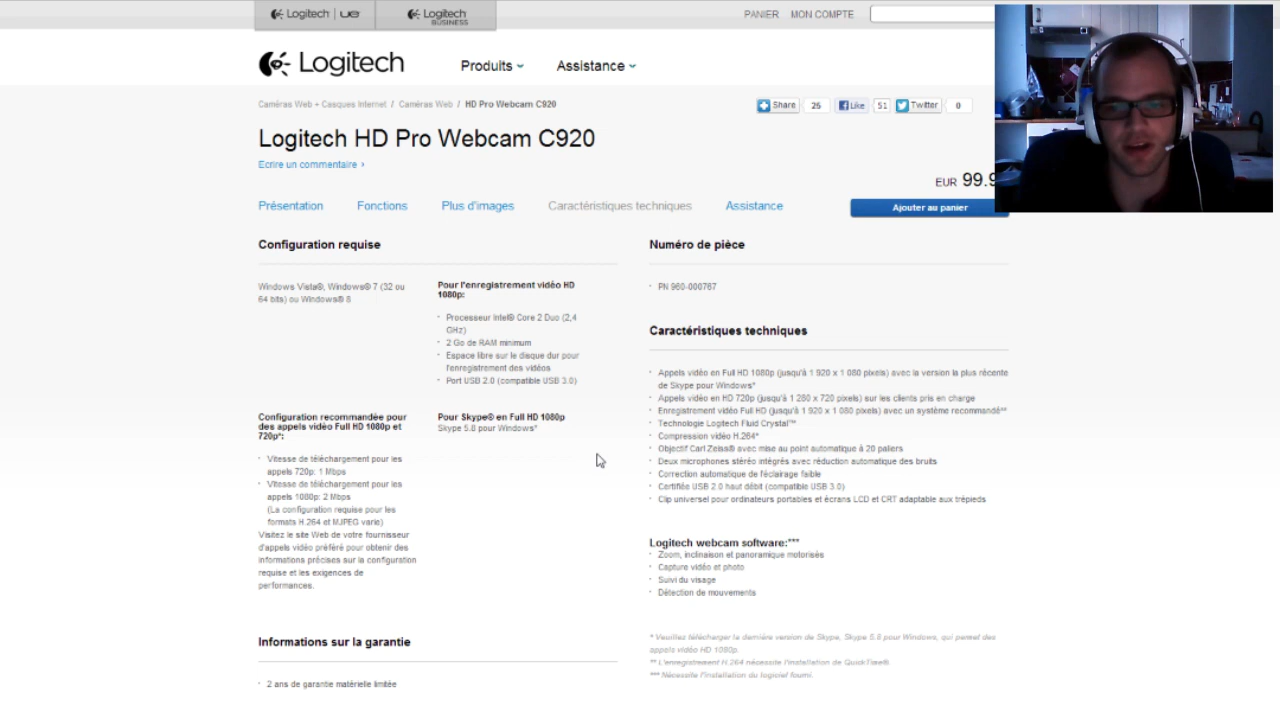 Logitech | UE
Logitech
BUSINESS
PANIER MON COMPTE
Logitech
Produits
Assistance
Caméras Web + Casques Internet / Caméras Web / HD Pro Webcam C920
Share 25 Like 51 Twitter 0
Logitech HD Pro Webcam C920
Ecrire un commentaire ›
EUR 99.9
Présentation Fonctions Plus d'images Caractéristiques techniques Assistance
Ajouter au panier
Configuration requise
Windows Vista®, Windows® 7 (32 ou
64 bits) ou Windows® 8
Pour l'enregistrement vidéo HD
1080p:
· Processeur Intel® Core 2 Duo (2,4
GHz)
· 2 Go de RAM minimum
· Espace libre sur le disque dur pour
l'enregistrement des vidéos
· Port USB 2.0 (compatible USB 3.0)
Configuration recommandée pour
des appels vidéo Full HD 1080p et
720p*:
· Vitesse de téléchargement pour les
appels 720p: 1 Mbps
· Vitesse de téléchargement pour les
appels 1080p: 2 Mbps
(La configuration requise pour les
formats H.264 et MJPEG varie)
Visitez le site Web de votre fournisseur
d'appels vidéo préféré pour obtenir des
informations précises sur la configuration
requise et les exigences de
performances.
Pour Skype® en Full HD 1080p
Skype 5.8 pour Windows*
Informations sur la garantie
· 2 ans de garantie matérielle limitée
Numéro de pièce
· PN 960-000767
Caractéristiques techniques
· Appels vidéo en Full HD 1080p (jusqu'à 1 920 x 1 080 pixels) avec la version la plus récente
de Skype pour Windows*
· Appels vidéo en HD 720p (jusqu'à 1 280 x 720 pixels) sur les clients pris en charge
· Enregistrement vidéo Full HD (jusqu'à 1 920 x 1 080 pixels) avec un système recommandé**
· Technologie Logitech Fluid Crystal™
· Compression vidéo H.264*
· Objectif Carl Zeiss® avec mise au point automatique à 20 paliers
· Deux microphones stéréo intégrés avec réduction automatique des bruits
· Correction automatique de l'éclairage faible
· Certifiée USB 2.0 haut débit (compatible USB 3.0)
· Clip universel pour ordinateurs portables et écrans LCD et CRT adaptable aux trépieds
Logitech webcam software:***
· Zoom, inclinaison et panoramique motorisés
· Capture vidéo et photo
· Suivi du visage
· Détection de mouvements
* Veuillez télécharger la dernière version de Skype, Skype 5.8 pour Windows, qui permet des
appels vidéo HD 1080p.
** L'enregistrement H.264 nécessite l'installation de QuickTime®.
*** Nécessite l'installation du logiciel fourni.